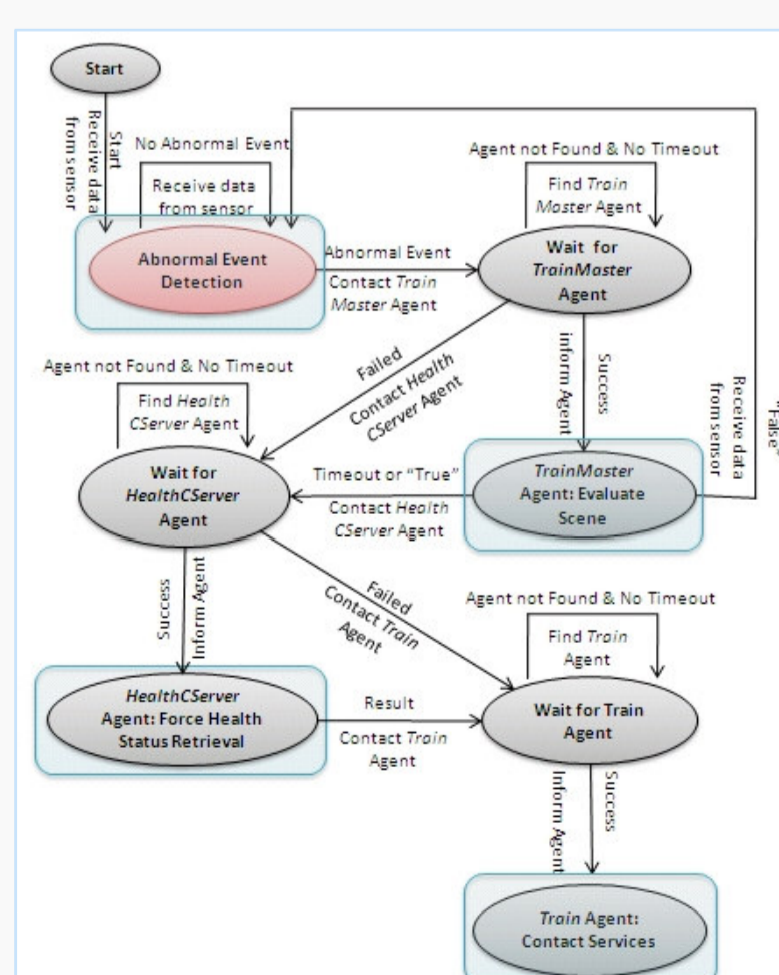 Start
Start
Receive data
from sensor
No Abnormal Event
Receive data
from sensor
Agent not Found & No Timeout
Find Train
Master Agent
Abnormal Event
Detection
Abnormal Event
Contact Train
Master Agent
Wait for
TrainMaster
Agent
Failed
Contact Health
CServer Agent
Success
inform Agent
"False"
Receive data
from sensor
Agent not Found & No Timeout
Find Health
CServer Agent
Wait for
HealthCServer
Agent
Timeout or "True"
Contact Health
CServer Agent
TrainMaster
Agent: Evaluate
Scene
Success
Inform Agent
Failed
Contact Train
Agent
Agent not Found & No Timeout
Find Train
Agent
HealthCServer
Agent: Force Health
Status Retrieval
Result
Contact Train
Agent
Wait for Train
Agent
Success
Inform Agent
Train Agent:
Contact Services